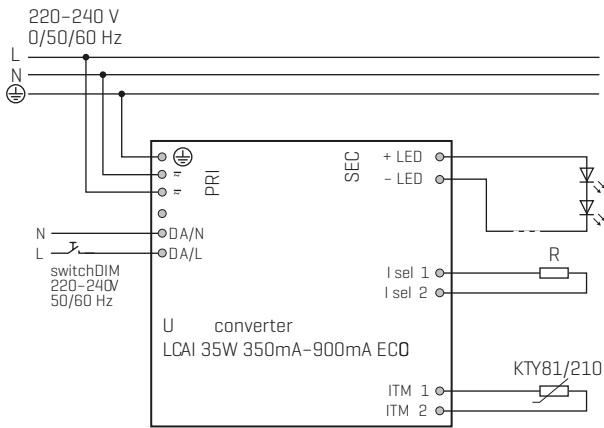 220–240 V
0/50/60 Hz
L
N
PRI
SEC
+ LED
– LED
N
DA/N
L
DA/L
switchDIM
220–240V
50/60 Hz
I sel 1
I sel 2
R
U converter
LCAI 35W 350mA–900mA ECO
KTY81/210
ITM 1
ITM 2